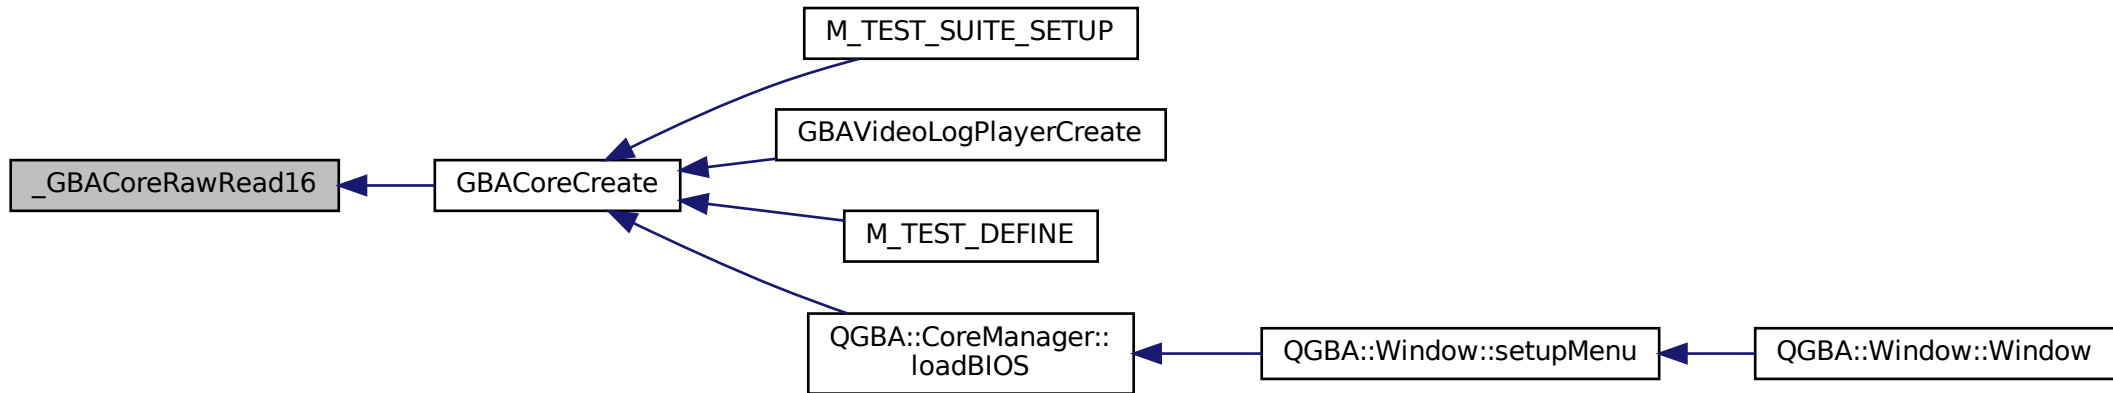 M_TEST_SUITE_SETUP
GBAVideoLogPlayerCreate
_GBACoreRawRead16
GBACoreCreate
M_TEST_DEFINE
QGBA::CoreManager::
loadBIOS
QGBA::Window::setupMenu
QGBA::Window::Window